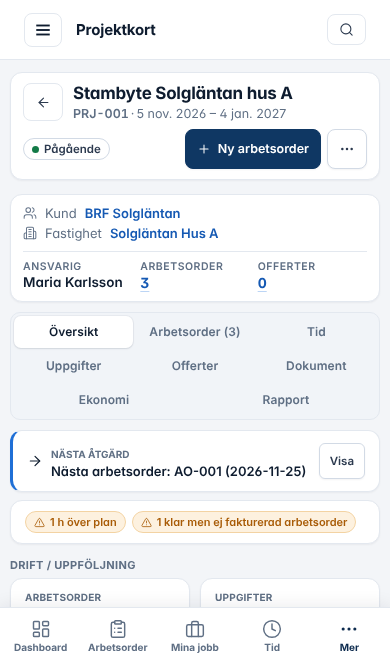 Projektkort
Stambyte Solgläntan hus A
PRJ-001 · 5 nov. 2026 – 4 jan. 2027
Pågående
+ Ny arbetsorder
...
Kund BRF Solgläntan
Fastighet Solgläntan Hus A
ANSVARIG ARBETSORDER OFFERTER
Maria Karlsson 3 0
Översikt Arbetsorder (3) Tid
Uppgifter Offerter Dokument
Ekonomi Rapport
NÄSTA ÅTGÄRD
Nästa arbetsorder: AO-001 (2026-11-25)
Visa
1 h över plan 1 klar men ej fakturerad arbetsorder
DRIFT / UPPFÖLJNING
ARBETSORDER UPPGIFTER
Dashboard Arbetsorder Mina jobb Tid Mer